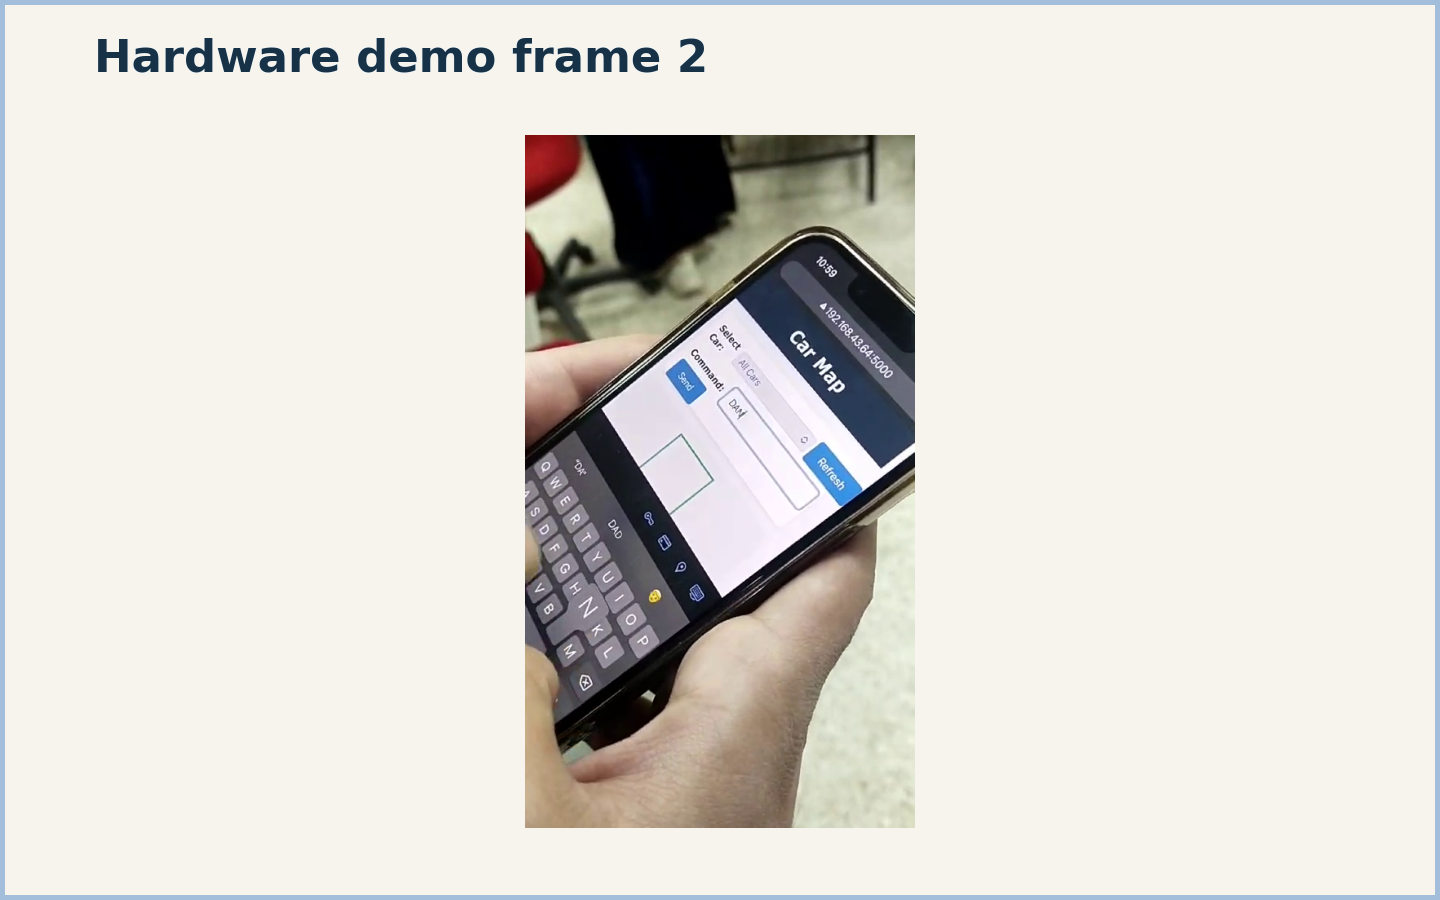 Hardware demo frame 2
10:59
192.168.43.64:5000
Car Map
Select
Car:
All Cars
Refresh
Command:
DAN
Send
"DA"
DAD
Q W E R T Y U I O P
A S D F G H K L
V B N M